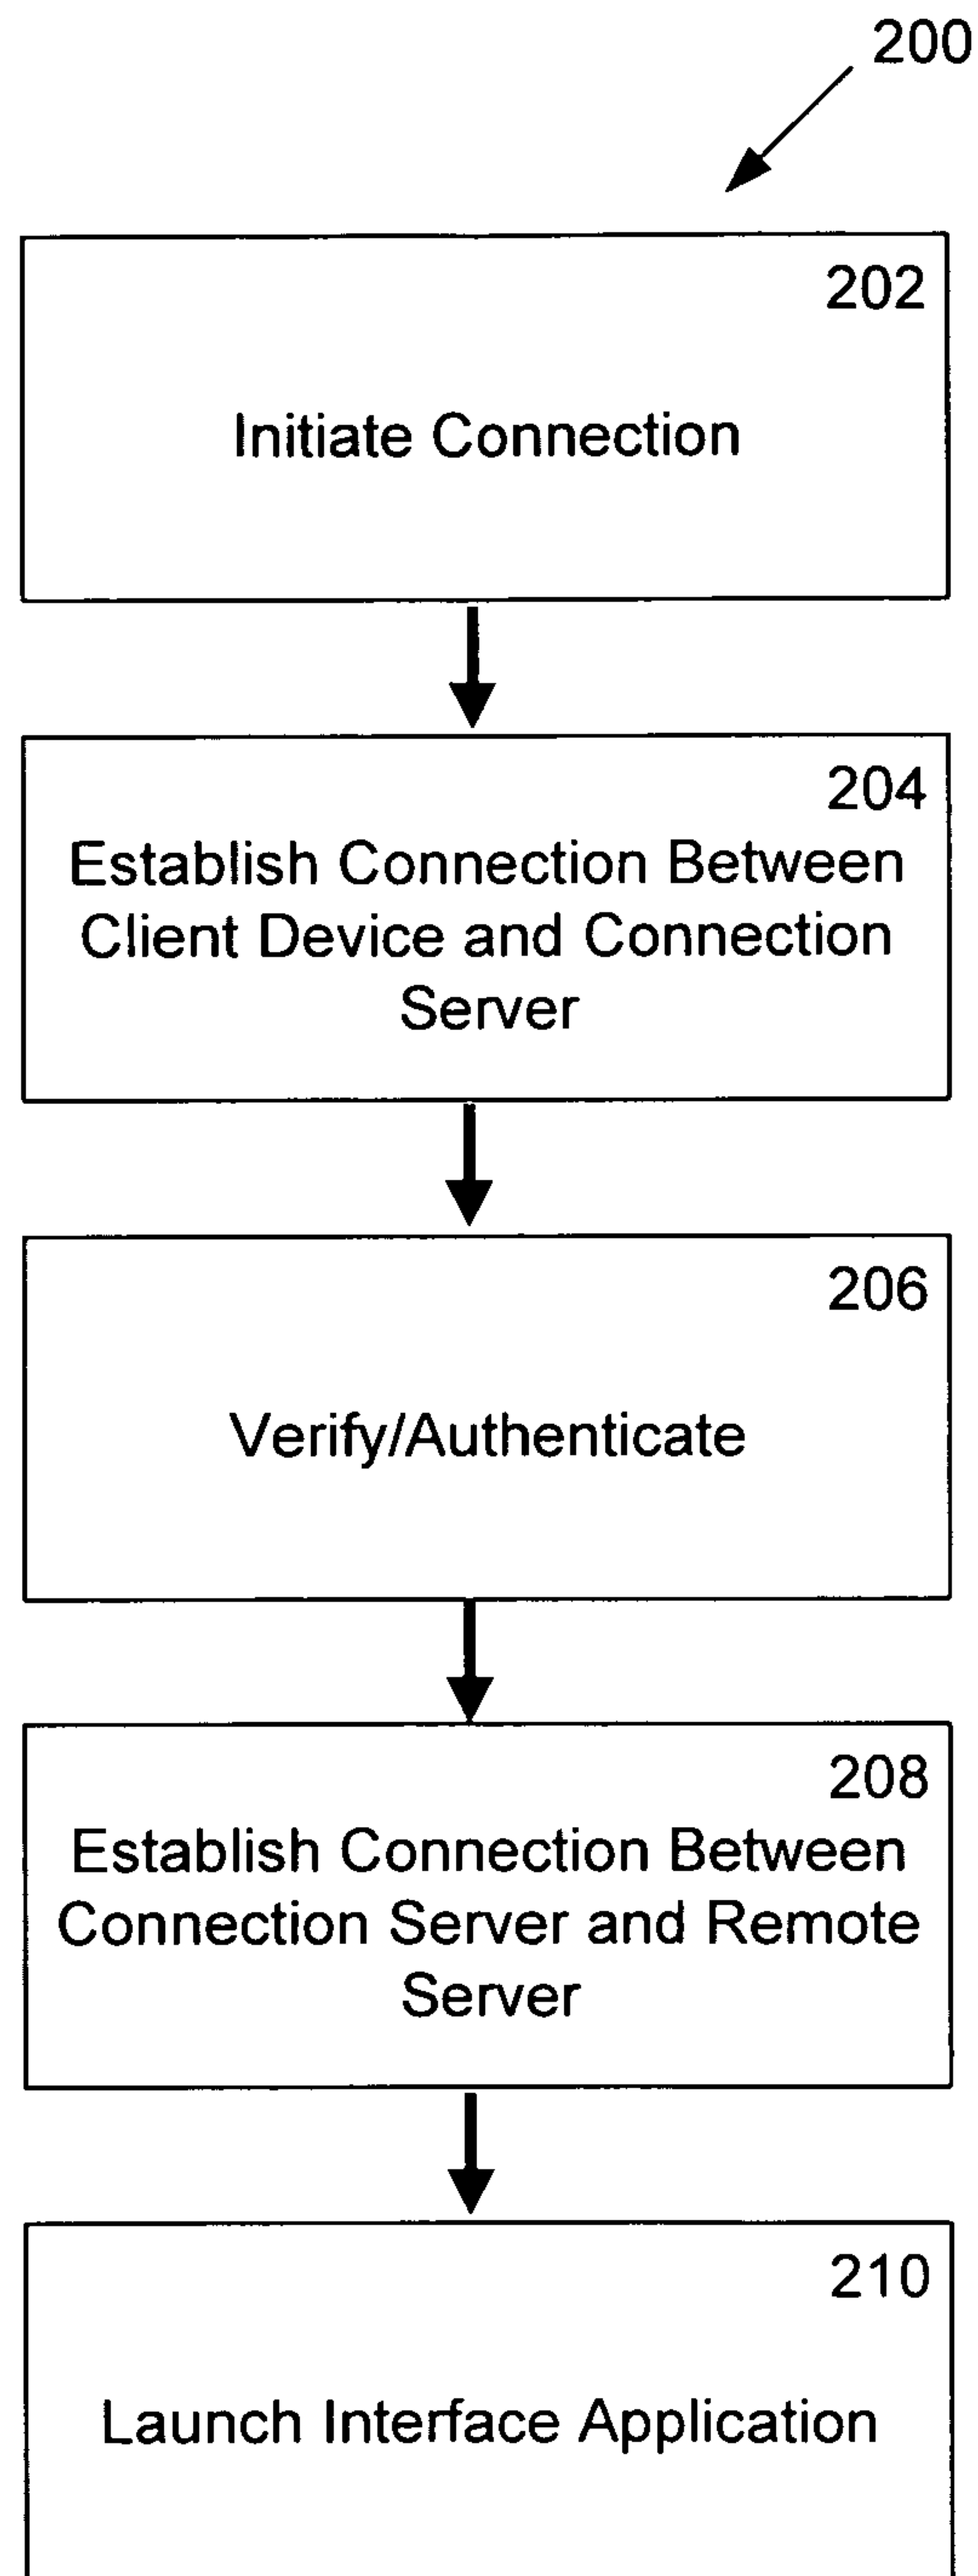 200
202
Initiate Connection
204
Establish Connection Between
Client Device and Connection
Server
206
Verify/Authenticate
208
Establish Connection Between
Connection Server and Remote
Server
210
Launch Interface Application